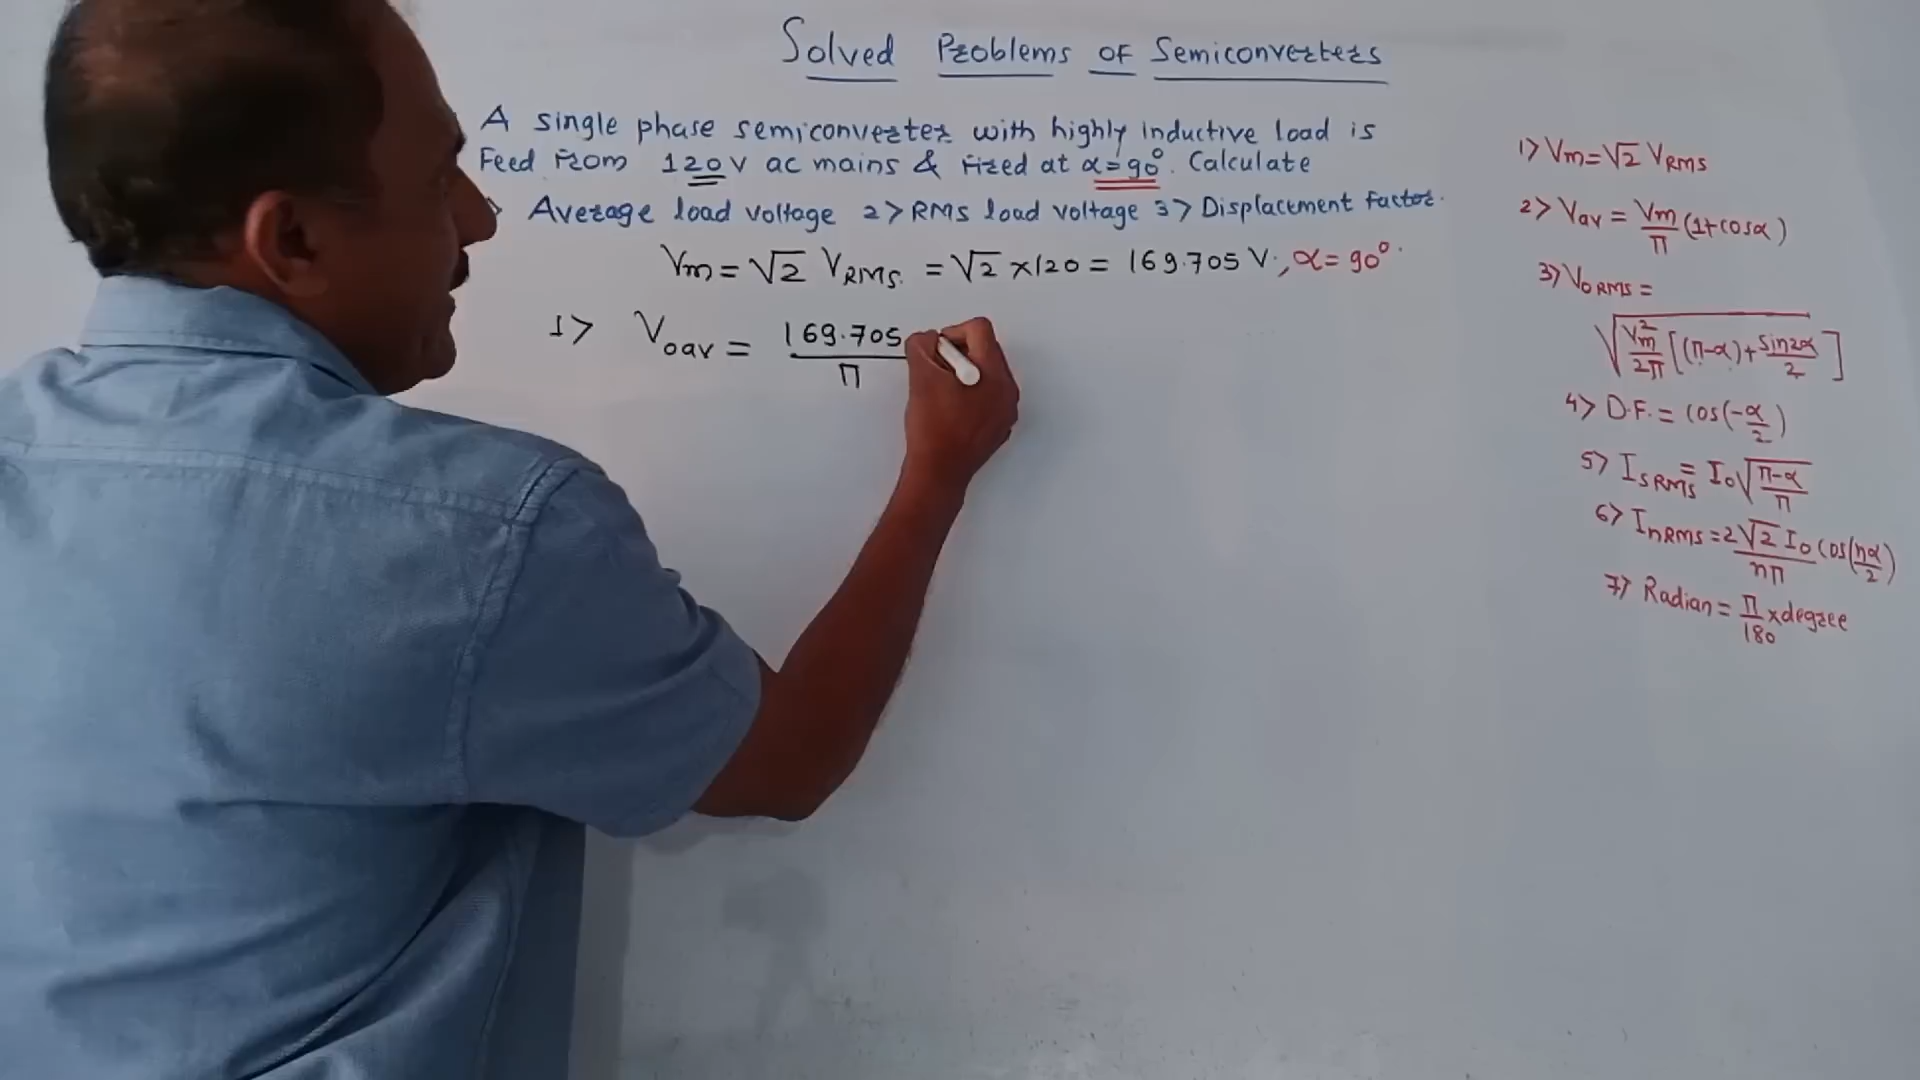 Solved Problems of Semiconverters
A single phase semiconverter with highly inductive load is
Feed From 120V ac mains & Fired at α=90°. Calculate
> Average load voltage 2> RMS load voltage 3> Displacement Factor.
Vm = √2 VRMS. = √2 ×120 = 169.705 V., α = 90°.
1> Voav = 169.705/π
1> Vm=√2 VRMS
2> Vav = Vm/π (1+cosα)
3> VoRMS =
√(Vm²/2π [(π-α)+sin2α/2])
4> D.F. = cos(-α/2)
5> IsRMS = Io√(π-α/π)
6> InRMS = 2√2 Io/nπ cos(nα/2)
7> Radian = π/180 ×degree